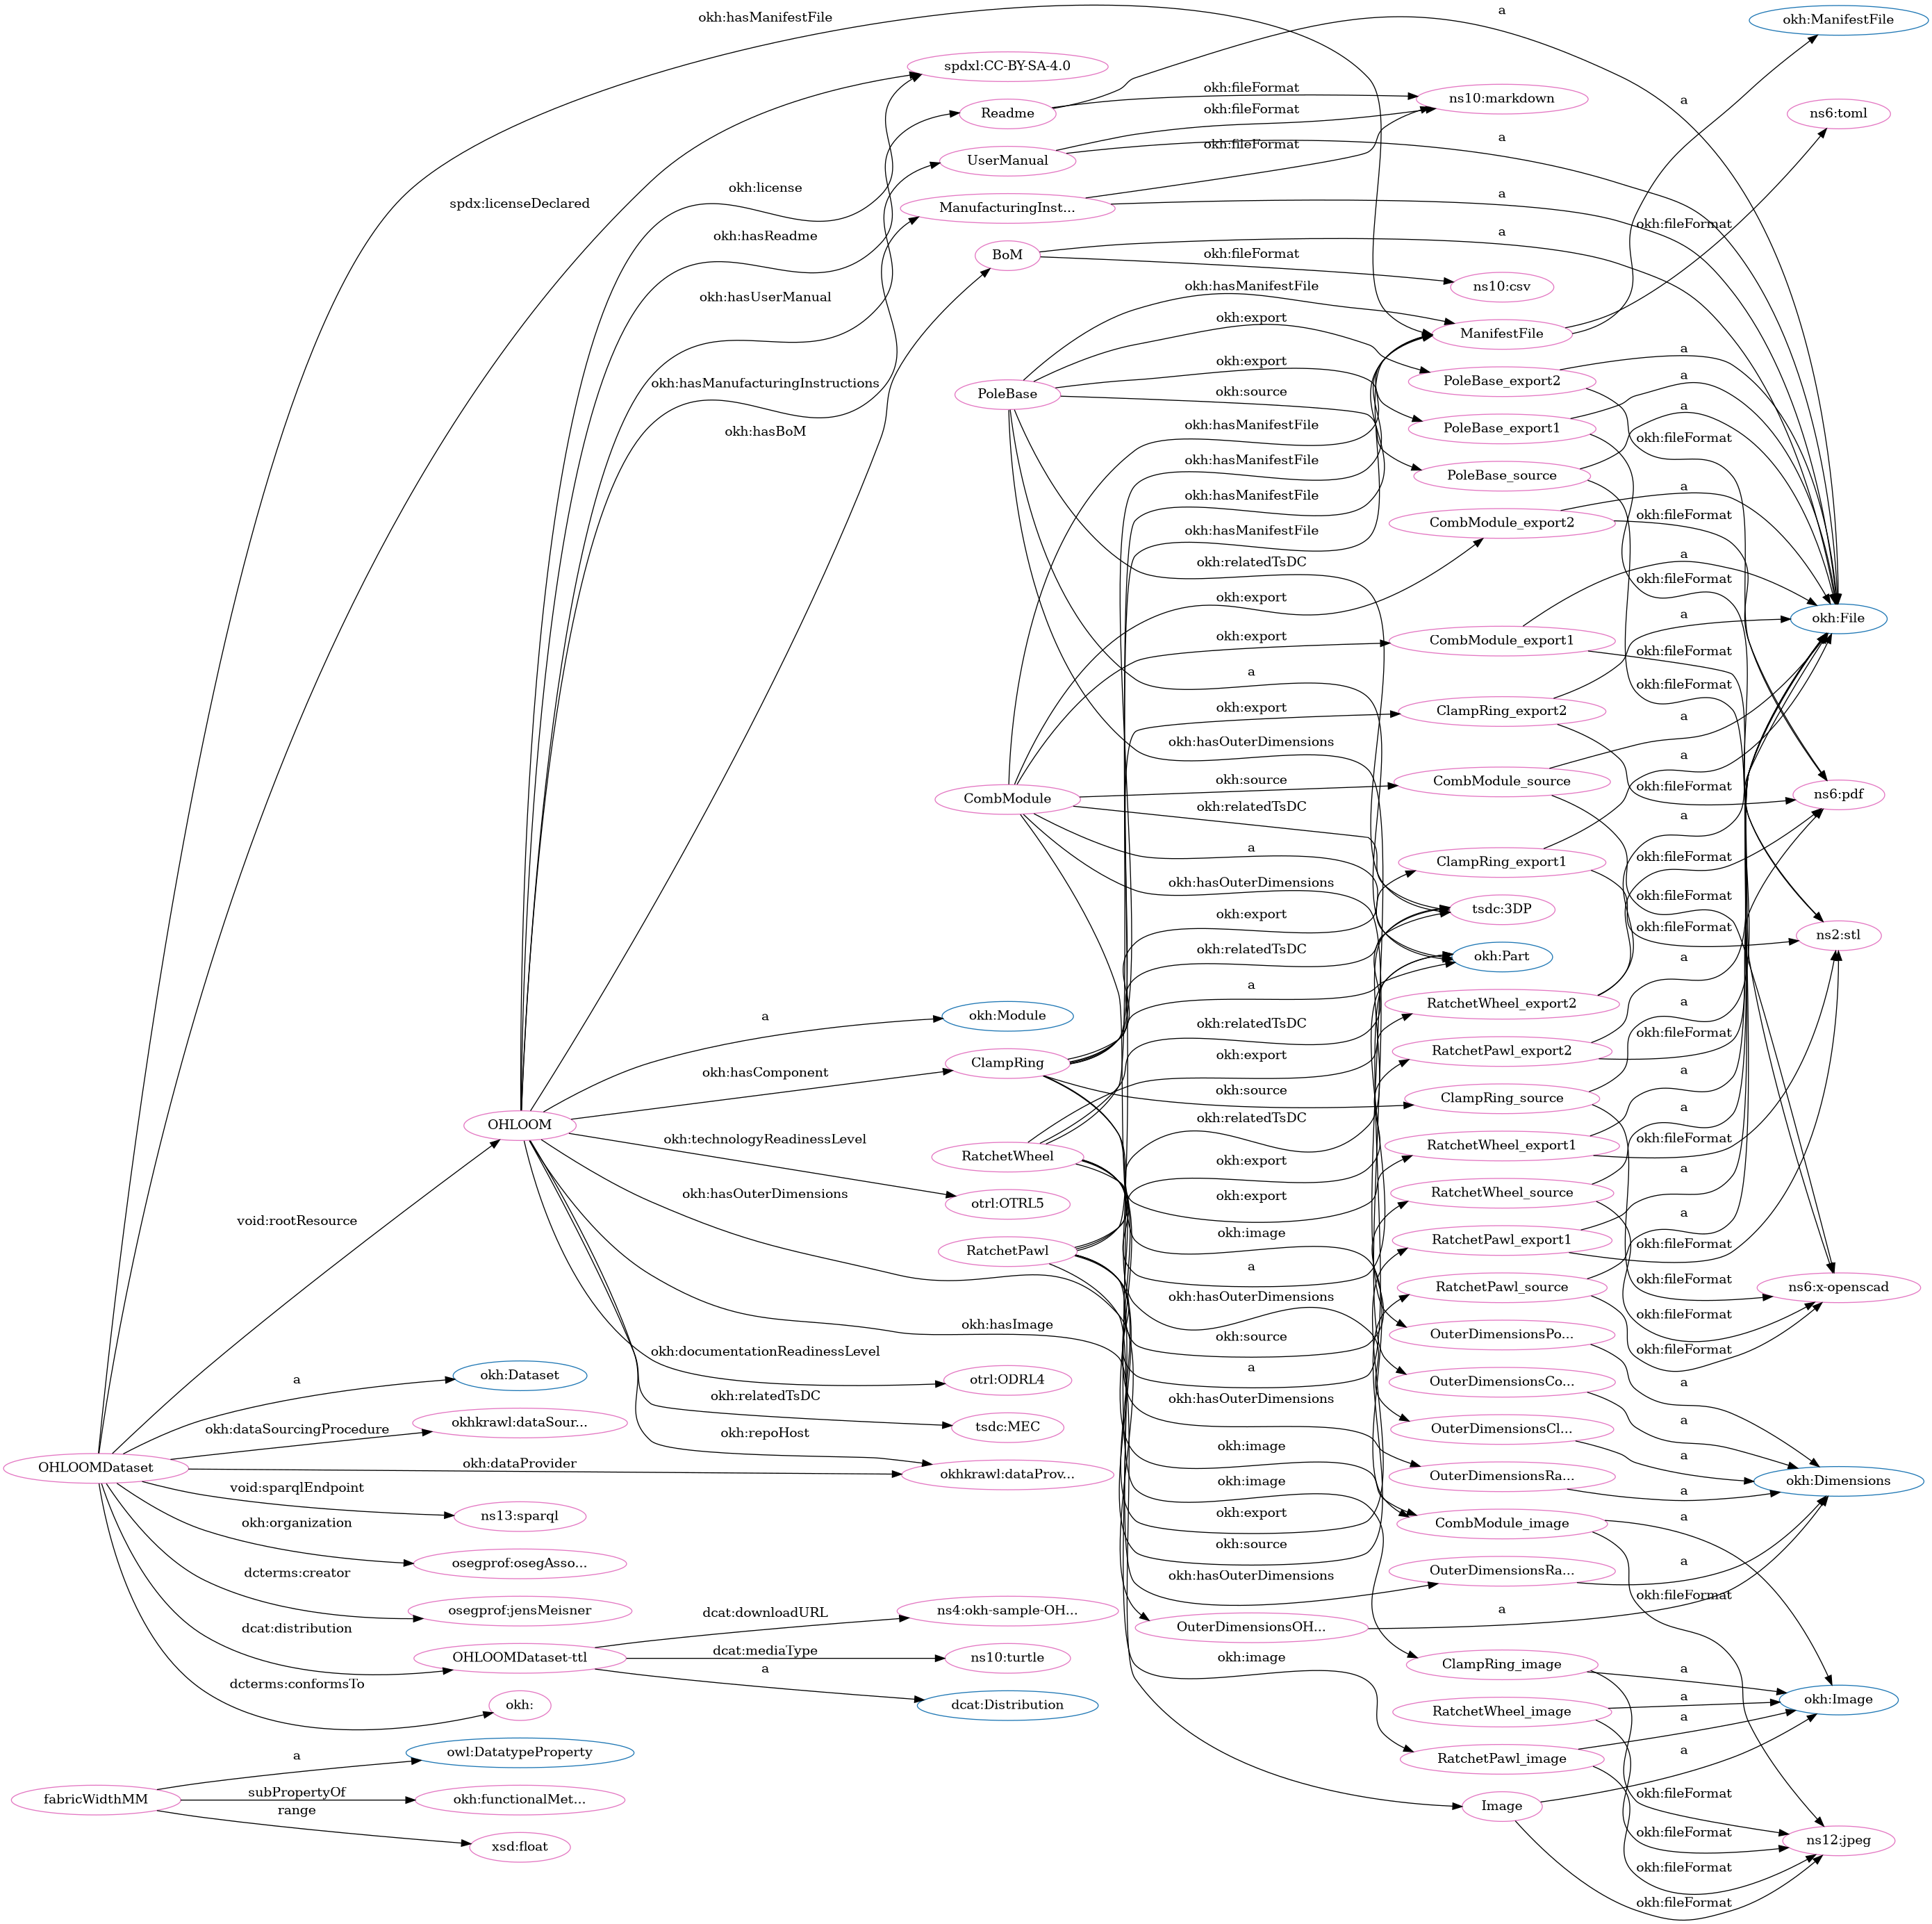 okh:hasManifestFile
a
okh:ManifestFile
spdxl:CC-BY-SA-4.0
okh:fileFormat
ns10:markdown
a
Readme
okh:fileFormat
ns6:toml
a
UserManual
okh:fileFormat
okh:license
spdx:licenseDeclared
ManufacturingInst...
a
okh:fileFormat
okh:hasReadme
a
BoM
okh:fileFormat
ns10:csv
okh:hasUserManual
okh:hasManifestFile
okh:export
ManifestFile
a
okh:export
a
PoleBase_export2
okh:hasManufacturingInstructions
PoleBase
okh:source
a
okh:hasBoM
okh:hasManifestFile
PoleBase_export1
okh:fileFormat
okh:hasManifestFile
PoleBase_source
a
okh:hasManifestFile
okh:fileFormat
CombModule_export2
okh:hasManifestFile
a
okh:relatedTsDC
okh:fileFormat
okh:export
a
okh:File
okh:export
CombModule_export1
okh:fileFormat
a
okh:fileFormat
okh:export
ClampRing_export2
a
okh:hasOuterDimensions
a
okh:source
CombModule_source
okh:fileFormat
ns6:pdf
CombModule
okh:relatedTsDC
a
a
ClampRing_export1
okh:fileFormat
okh:hasOuterDimensions
okh:fileFormat
okh:export
tsdc:3DP
okh:fileFormat
ns2:stl
okh:relatedTsDC
okh:Part
a
a
RatchetWheel_export2
a
okh:Module
okh:relatedTsDC
okh:fileFormat
ClampRing
okh:export
RatchetPawl_export2
a
okh:hasComponent
okh:source
ClampRing_source
a
OHLOOM
okh:relatedTsDC
RatchetWheel_export1
okh:fileFormat
okh:technologyReadinessLevel
RatchetWheel
okh:export
a
okh:hasOuterDimensions
otrl:OTRL5
okh:export
RatchetWheel_source
a
void:rootResource
okh:image
RatchetPawl_export1
okh:fileFormat
RatchetPawl
a
okh:fileFormat
ns6:x-openscad
okh:hasOuterDimensions
RatchetPawl_source
okh:fileFormat
okh:hasImage
okh:source
OuterDimensionsPo...
okh:documentationReadinessLevel
okh:fileFormat
okh:Dataset
a
otrl:ODRL4
a
OuterDimensionsCo...
a
okh:dataSourcingProcedure
okhkrawl:dataSour...
okh:relatedTsDC
tsdc:MEC
okh:hasOuterDimensions
OuterDimensionsCl...
a
okh:repoHost
okh:image
a
OHLOOMDataset
okh:dataProvider
okhkrawl:dataProv...
OuterDimensionsRa...
a
okh:Dimensions
void:sparqlEndpoint
okh:image
ns13:sparql
okh:export
CombModule_image
a
okh:organization
okh:source
osegprof:osegAsso...
a
dcterms:creator
okh:hasOuterDimensions
OuterDimensionsRa...
okh:fileFormat
osegprof:jensMeisner
dcat:downloadURL
ns4:okh-sample-OH...
OuterDimensionsOH...
a
dcat:distribution
OHLOOMDataset-ttl
dcat:mediaType
ns10:turtle
okh:image
ClampRing_image
a
dcterms:conformsTo
a
okh:
dcat:Distribution
RatchetWheel_image
a
okh:Image
a
owl:DatatypeProperty
RatchetPawl_image
a
a
fabricWidthMM
subPropertyOf
okh:functionalMet...
Image
okh:fileFormat
range
okh:fileFormat
ns12:jpeg
xsd:float
okh:fileFormat
okh:fileFormat